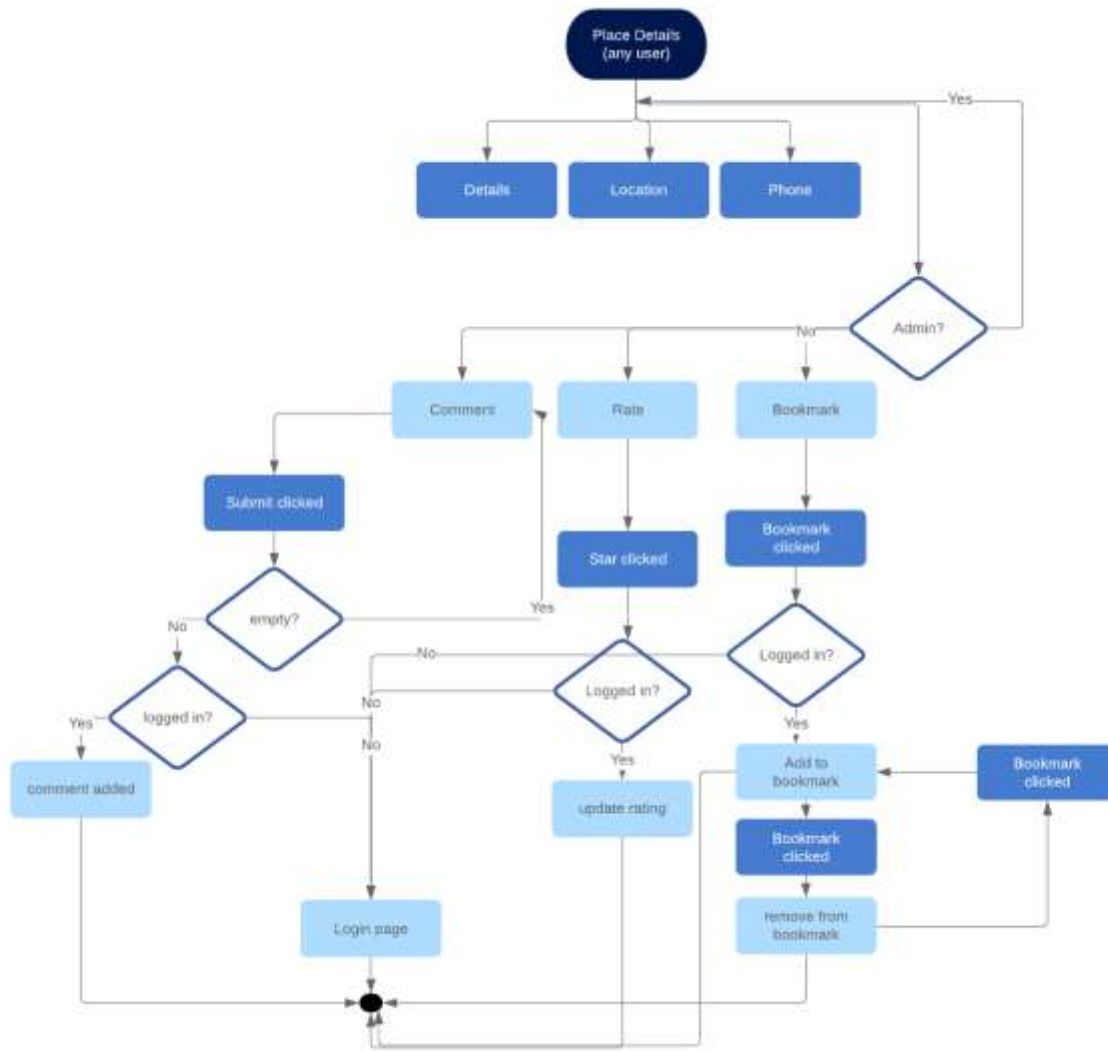 Place Details
(any user)
Yes
Details
Location
Phone
Admin?
No
Comment
Rate
Bookmark
Submit clicked
Bookmark
clicked
Star clicked
empty?
Yes
No
Logged in?
No
Logged in?
No
logged in?
Yes
No
Yes
Yes
Add to
bookmark
Bookmark
clicked
comment added
update rating
Bookmark
clicked
remove from
bookmark
Login page